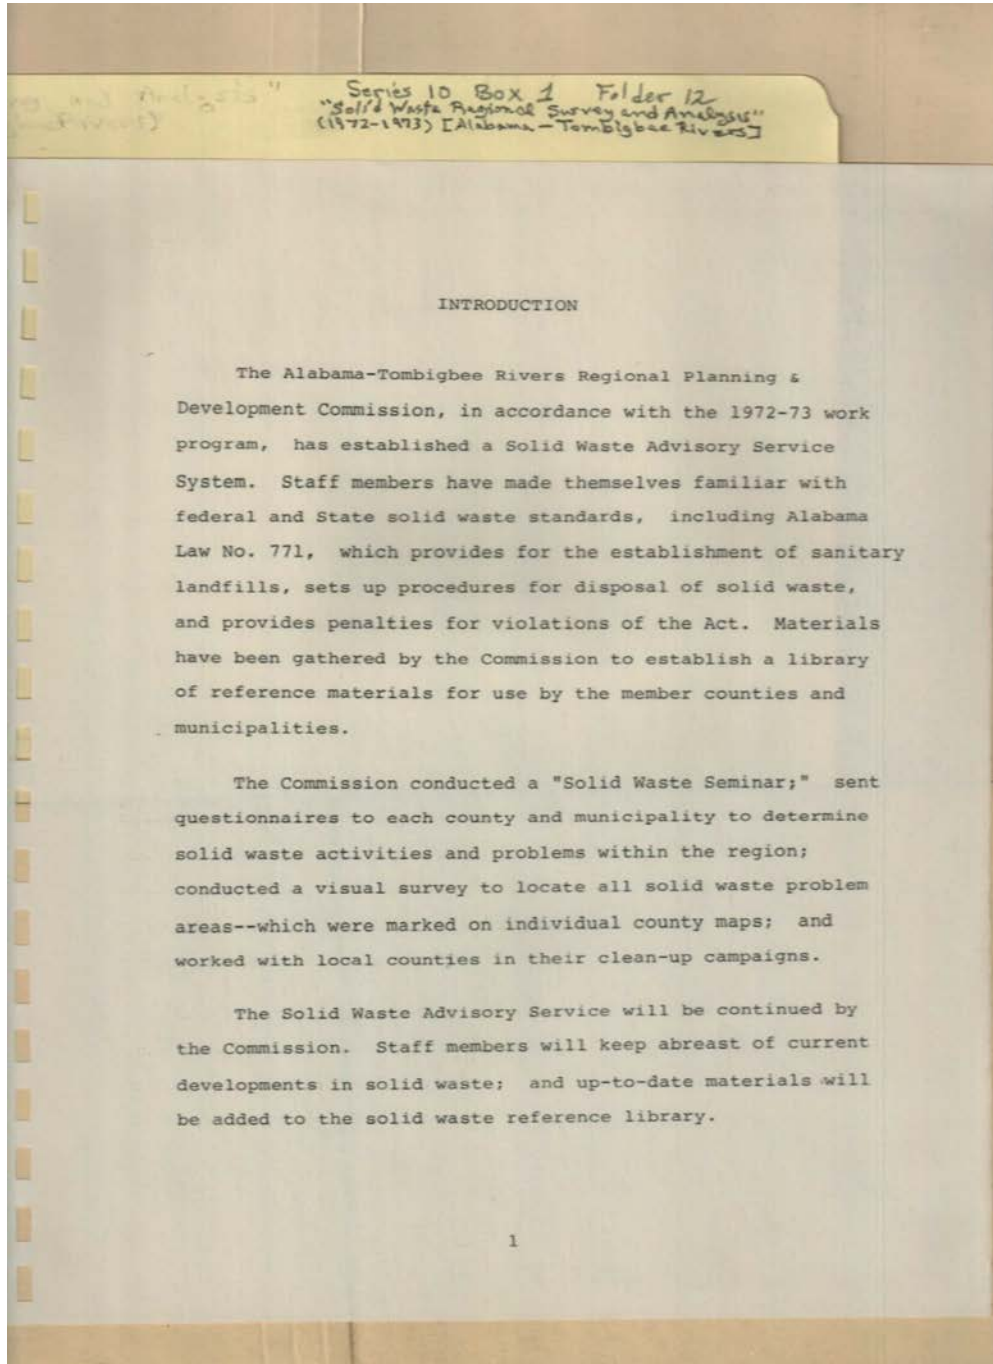 Series 10 Box 1 Folder 12
"Solid Waste Regional Survey and Analysis"
(1972-1973) [Alabama - Tombigbee Rivers]
INTRODUCTION
The Alabama-Tombigbee Rivers Regional Planning &
Development Commission, in accordance with the 1972-73 work
program, has established a Solid Waste Advisory Service
System. Staff members have made themselves familiar with
federal and State solid waste standards, including Alabama
Law No. 771, which provides for the establishment of sanitary
landfills, sets up procedures for disposal of solid waste,
and provides penalties for violations of the Act. Materials
have been gathered by the Commission to establish a library
of reference materials for use by the member counties and
municipalities.
The Commission conducted a "Solid Waste Seminar;" sent
questionnaires to each county and municipality to determine
solid waste activities and problems within the region;
conducted a visual survey to locate all solid waste problem
areas--which were marked on individual county maps; and
worked with local counties in their clean-up campaigns.
The Solid Waste Advisory Service will be continued by
the Commission. Staff members will keep abreast of current
developments in solid waste; and up-to-date materials will
be added to the solid waste reference library.
1